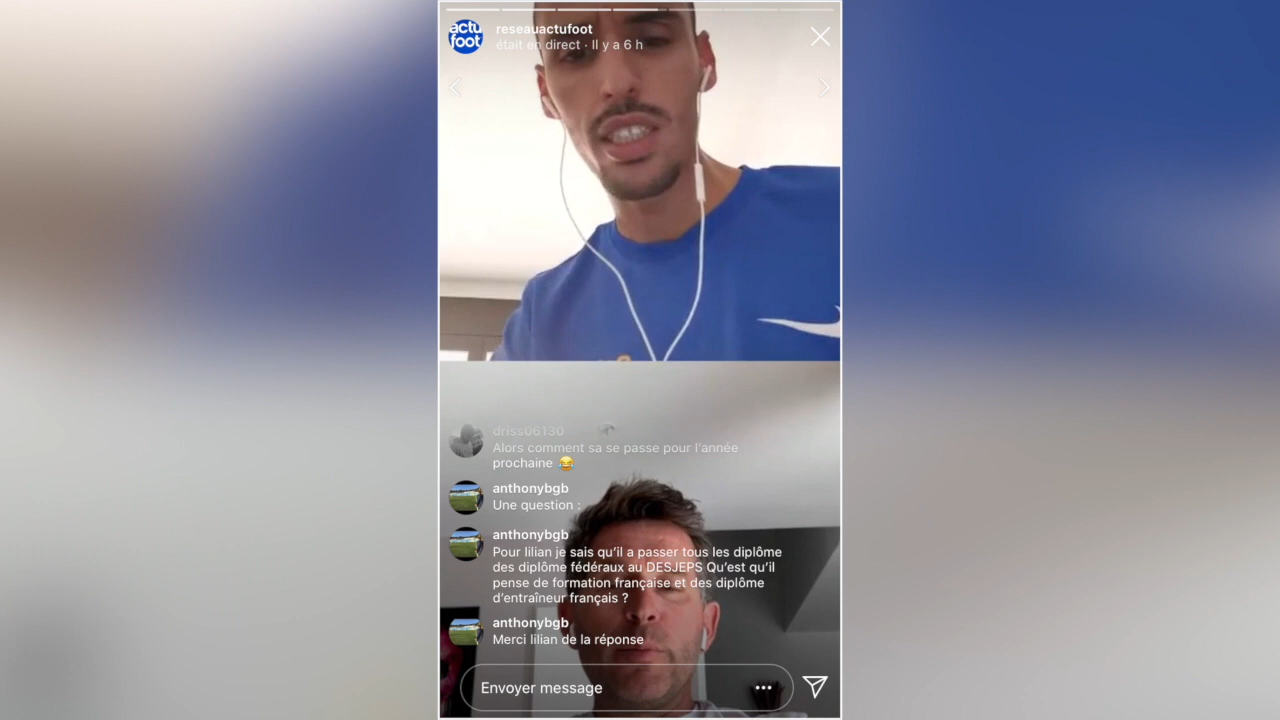 actu
foot
reseauactufoot
était en direct · Il y a 6 h
driss06130
Alors comment sa se passe pour l'année
prochaine 😂
anthonybgb
Une question :
anthonybgb
Pour lilian je sais qu'il a passer tous les diplôme
des diplôme fédéraux au DESJEPS Qu'est qu'il
pense de formation française et des diplôme
d'entraîneur français ?
anthonybgb
Merci lilian de la réponse
Envoyer message